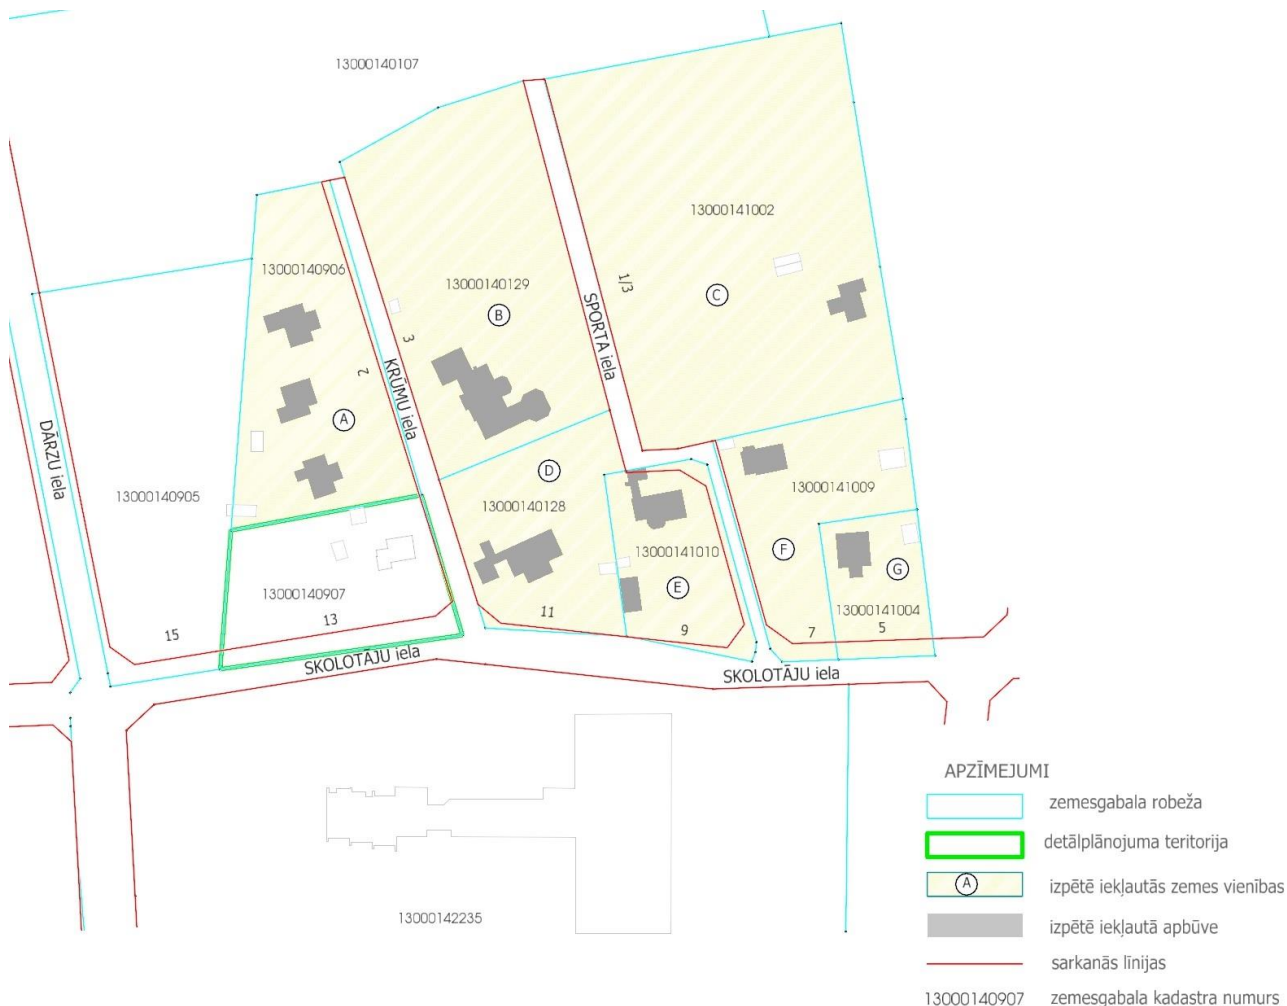 13000140107
13000141002
13000140906
13000140129
1/3
C
B
SPORTA iela
3
2
KRŪMU iela
A
DĀRZU iela
D
13000140905
13000140128
13000141009
13000141010
F
G
E
13000140907
13000141004
11
13
15
9
7
5
SKOLOTĀJU iela
SKOLOTĀJU iela
13000142235
APZĪMEJUMI
zemesgabala robeža
detālplānojuma teritorija
A izpētē iekļautās zemes vienības
izpētē iekļautā apbūve
sarkanās līnijas
13000140907 zemesgabala kadastra numurs